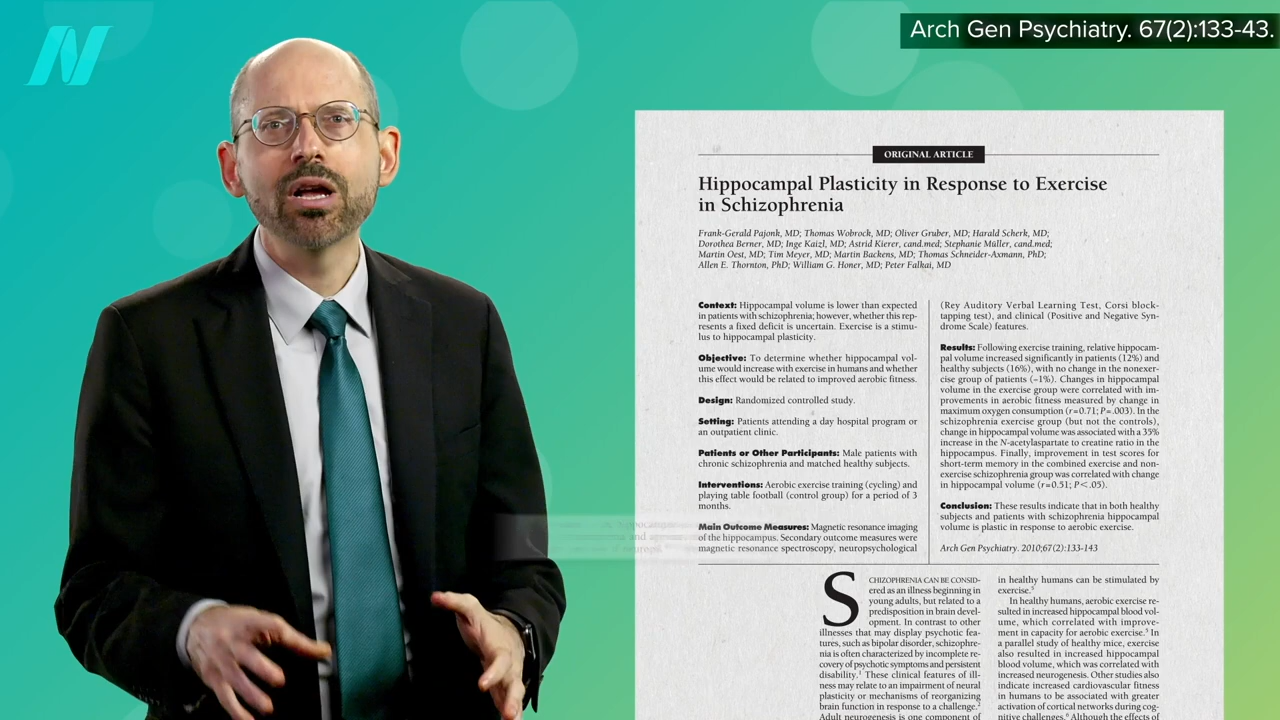 Arch Gen Psychiatry. 67(2):133-43.
ORIGINAL ARTICLE
Hippocampal Plasticity in Response to Exercise
in Schizophrenia
Frank-Gerald Pajonk, MD; Thomas Wobrock, MD; Oliver Gruber, MD; Harald Scherk, MD;
Dorothea Berner, MD; Inge Kaizl, MD; Astrid Kierer, cand.med; Stephanie Müller, cand.med;
Martin Oest, MD; Tim Meyer, MD; Martin Backens, MD; Thomas Schneider-Axmann, PhD;
Allen E. Thornton, PhD; William G. Honer, MD; Peter Falkai, MD
Context: Hippocampal volume is lower than expected
in patients with schizophrenia; however, whether this rep-
resents a fixed deficit is uncertain. Exercise is a stimu-
lus to hippocampal plasticity.
Objective: To determine whether hippocampal vol-
ume would increase with exercise in humans and whether
this effect would be related to improved aerobic fitness.
Design: Randomized controlled study.
Setting: Patients attending a day hospital program or
an outpatient clinic.
Patients or Other Participants: Male patients with
chronic schizophrenia and matched healthy subjects.
Interventions: Aerobic exercise training (cycling) and
playing table football (control group) for a period of 3
months.
Main Outcome Measures: Magnetic resonance imaging
of the hippocampus. Secondary outcome measures were
magnetic resonance spectroscopy, neuropsychological
(Rey Auditory Verbal Learning Test, Corsi block-
tapping test), and clinical (Positive and Negative Syn-
drome Scale) features.
Results: Following exercise training, relative hippocam-
pal volume increased significantly in patients (12%) and
healthy subjects (16%), with no change in the nonexer-
cise group of patients (−1%). Changes in hippocampal
volume in the exercise group were correlated with im-
provements in aerobic fitness measured by change in
maximum oxygen consumption (r=0.71; P=.003). In the
schizophrenia exercise group (but not the controls),
change in hippocampal volume was associated with a 35%
increase in the N-acetylaspartate to creatine ratio in the
hippocampus. Finally, improvement in test scores for
short-term memory in the combined exercise and non-
exercise schizophrenia group was correlated with change
in hippocampal volume (r=0.51; P<.05).
Conclusion: These results indicate that in both healthy
subjects and patients with schizophrenia hippocampal
volume is plastic in response to aerobic exercise.
Arch Gen Psychiatry. 2010;67(2):133-143
SCHIZOPHRENIA CAN BE CONSID-
ered as an illness beginning in
young adults, but related to a
predisposition in brain devel-
opment. In contrast to other
illnesses that may display psychotic fea-
tures, such as bipolar disorder, schizophre-
nia is often characterized by incomplete re-
covery of psychotic symptoms and persistent
disability.1 These clinical features of ill-
ness may relate to an impairment of neural
plasticity or mechanisms of reorganizing
brain function in response to a challenge.2
Adult neurogenesis is one component of
in healthy humans can be stimulated by
exercise.5
In healthy humans, aerobic exercise re-
sulted in increased hippocampal blood vol-
ume, which correlated with improve-
ment in capacity for aerobic exercise.5 In
a parallel study of healthy mice, exercise
also resulted in increased hippocampal
blood volume, which was correlated with
increased neurogenesis. Other studies also
indicate increased cardiovascular fitness
in humans to be associated with greater
activation of cortical networks during cog-
nitive challenges.6 Although the effects of